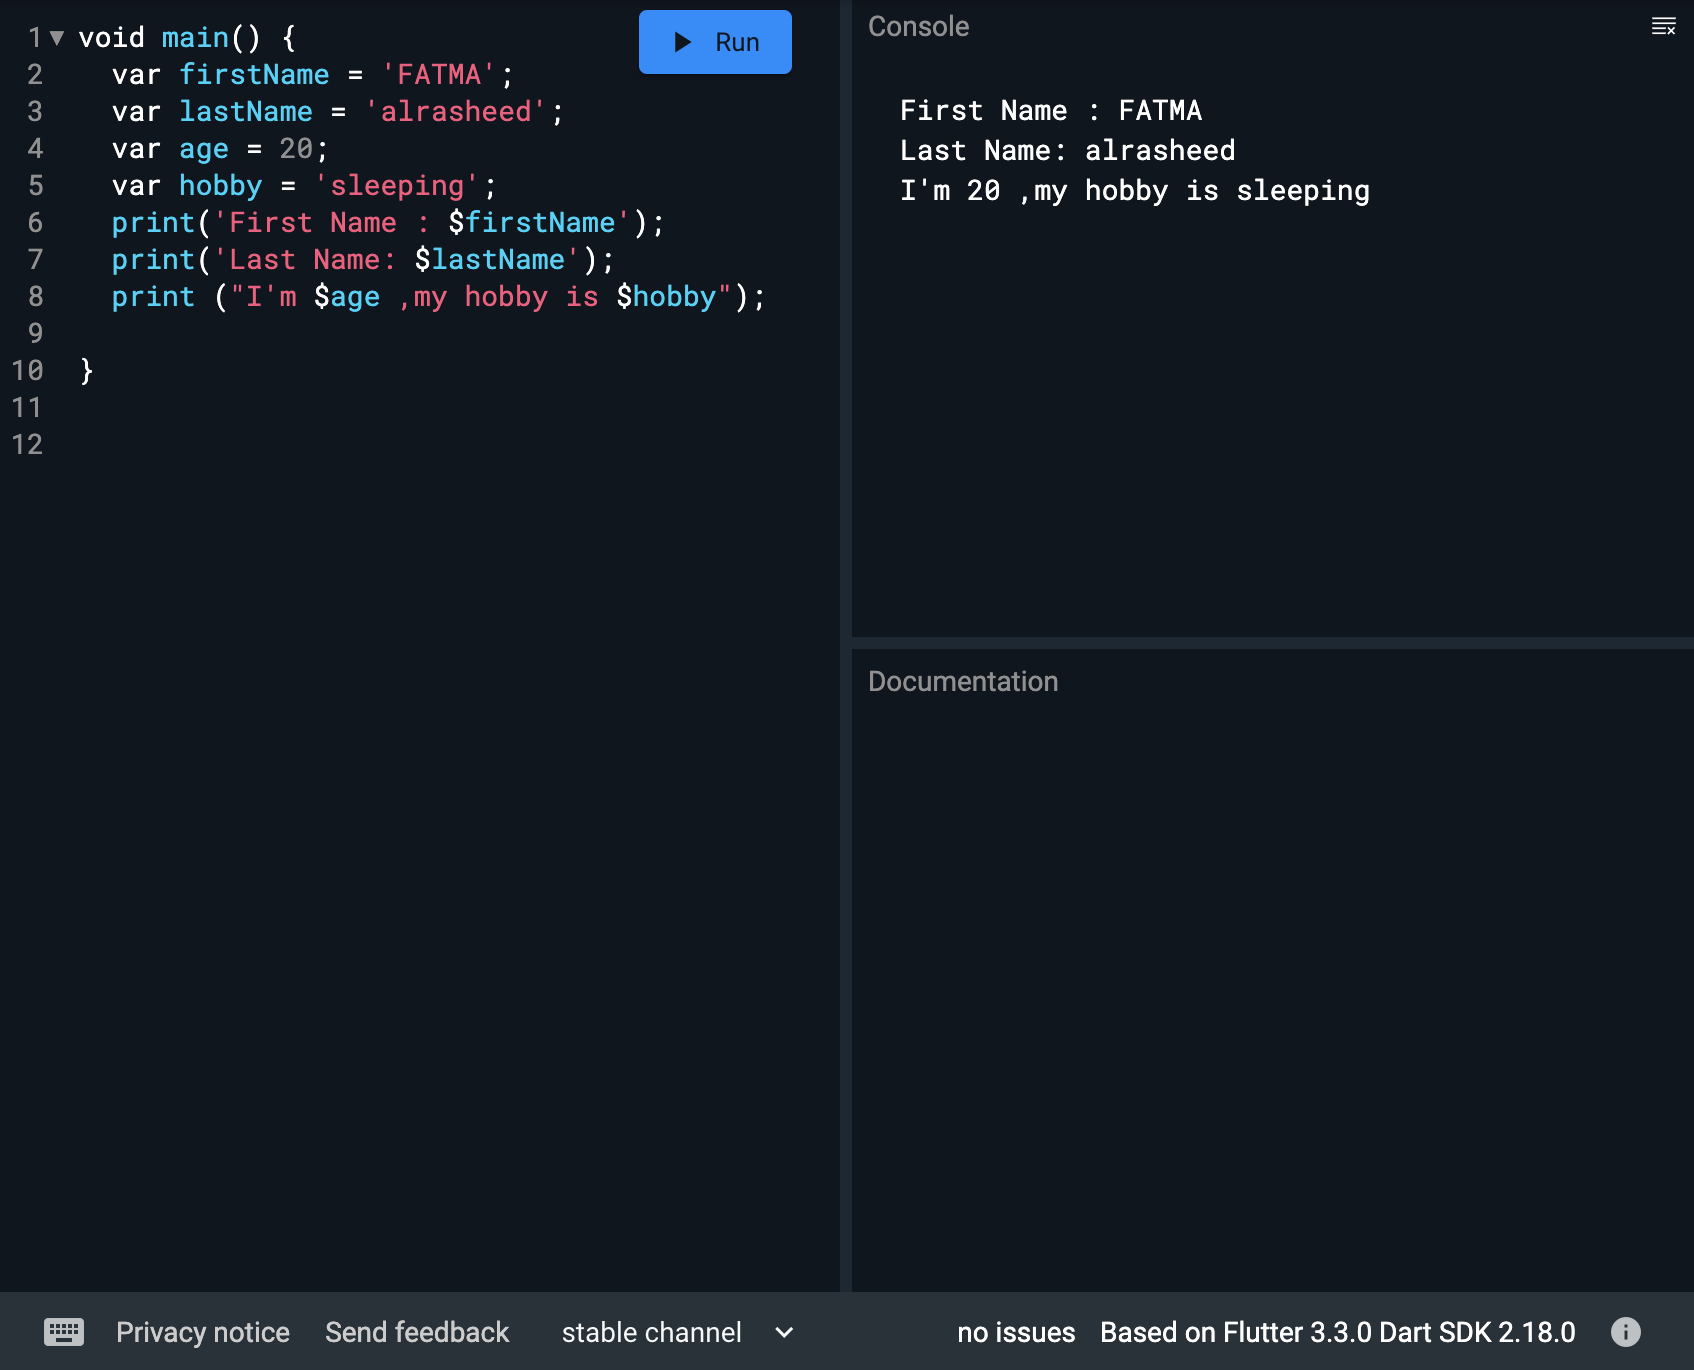 1 void main() {
2 var firstName = 'FATMA';
3 var lastName = 'alrasheed';
4 var age = 20;
5 var hobby = 'sleeping';
6 print('First Name : $firstName');
7 print('Last Name: $lastName');
8 print ("I'm $age ,my hobby is $hobby");
9
10 }
11
12
Run
Console
First Name : FATMA
Last Name: alrasheed
I'm 20 ,my hobby is sleeping
Documentation
Privacy notice Send feedback stable channel no issues Based on Flutter 3.3.0 Dart SDK 2.18.0